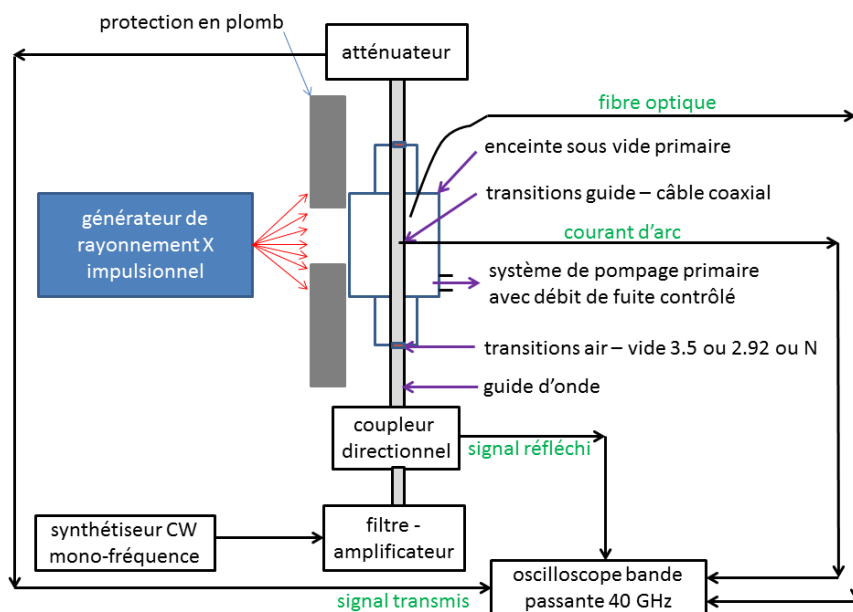 protection en plomb
atténuateur
fibre optique
enceinte sous vide primaire
transitions guide – câble coaxial
générateur de
rayonnement X
impulsionnel
courant d'arc
système de pompage primaire
avec débit de fuite contrôlé
transitions air – vide 3.5 ou 2.92 ou N
guide d'onde
coupleur
directionnel
signal réfléchi
synthétiseur CW
mono-fréquence
filtre -
amplificateur
oscilloscope bande
passante 40 GHz
signal transmis